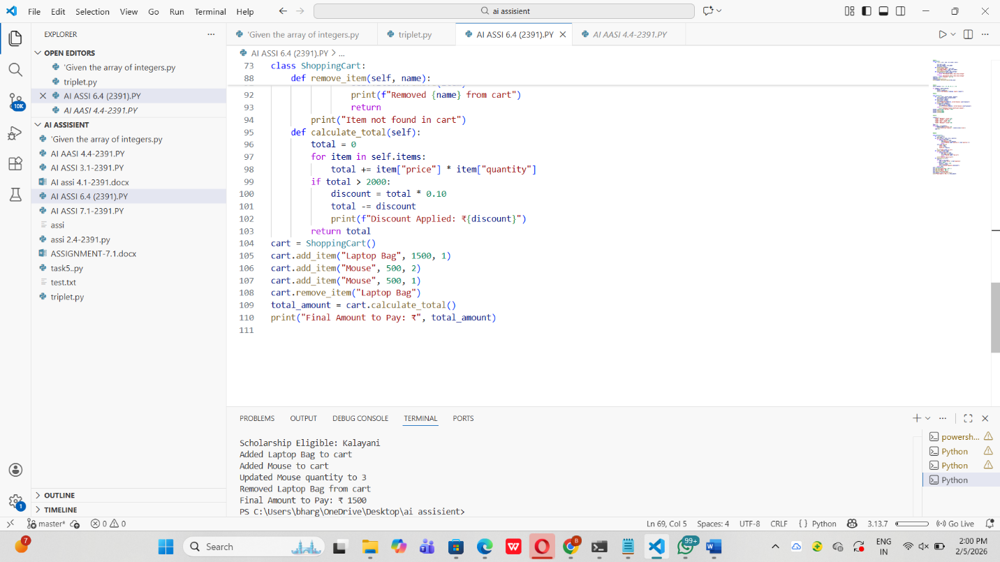 File Edit Selection View Go Run Terminal Help
ai assisient
EXPLORER
OPEN EDITORS
'Given the array of integers.py
triplet.py
AI ASSI 6.4 (2391).PY
AI AASI 4.4-2391.PY
10K
AI ASSISIENT
'Given the array of integers.py
AI AASI 4.4-2391.PY
AI ASSI 3.1-2391.PY
AI assi 4.1-2391.docx
AI ASSI 6.4 (2391).PY
AI ASSI 7.1-2391.PY
assi
assi 2.4-2391.py
ASSIGNMENT-7.1.docx
task5..py
test.txt
triplet.py
OUTLINE
TIMELINE
1
'Given the array of integers.py triplet.py AI ASSI 6.4 (2391).PY AI AASI 4.4-2391.PY
AI ASSI 6.4 (2391).PY > ...
73 class ShoppingCart:
88 def remove_item(self, name):
92 print(f"Removed {name} from cart")
93 return
94 print("Item not found in cart")
95 def calculate_total(self):
96 total = 0
97 for item in self.items:
98 total += item["price"] * item["quantity"]
99 if total > 2000:
100 discount = total * 0.10
101 total -= discount
102 print(f"Discount Applied: ₹{discount}")
103 return total
104 cart = ShoppingCart()
105 cart.add_item("Laptop Bag", 1500, 1)
106 cart.add_item("Mouse", 500, 2)
107 cart.add_item("Mouse", 500, 1)
108 cart.remove_item("Laptop Bag")
109 total_amount = cart.calculate_total()
110 print("Final Amount to Pay: ₹", total_amount)
111
PROBLEMS OUTPUT DEBUG CONSOLE TERMINAL PORTS
Scholarship Eligible: Kalayani
Added Laptop Bag to cart
Added Mouse to cart
Updated Mouse quantity to 3
Removed Laptop Bag from cart
Final Amount to Pay: ₹ 1500
PS C:\Users\bharg\OneDrive\Desktop\ai assisient>
powersh...
Python
Python
Python
master* 0 0 Ln 69, Col 5 Spaces: 4 UTF-8 CRLF { } Python 3.13.7 Go Live
7 Search 8 99+ ENG IN 2:00 PM 2/5/2026